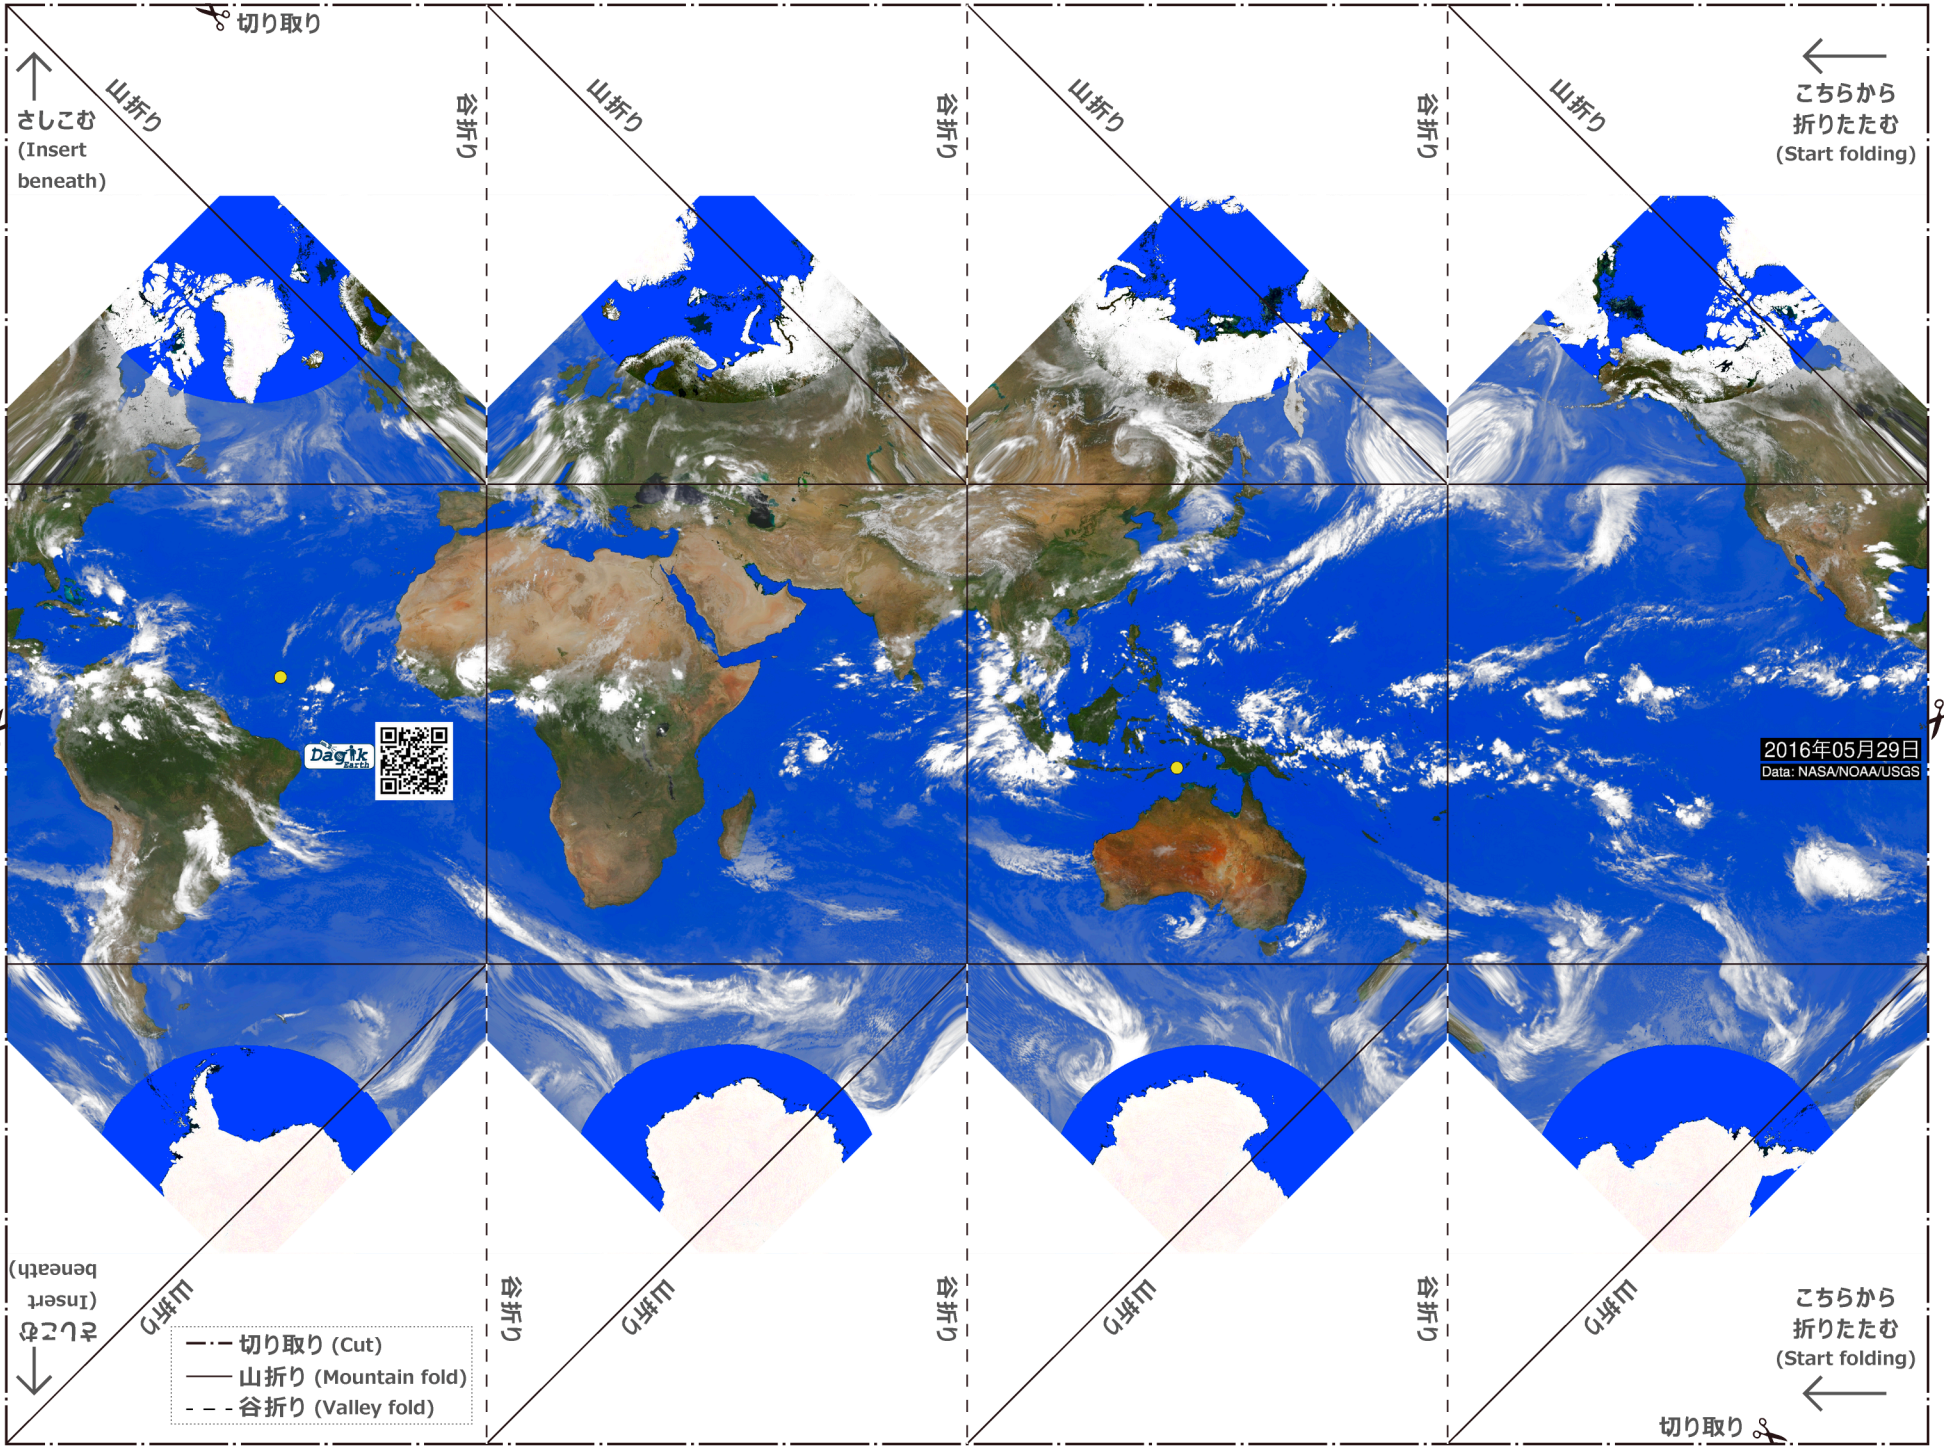 切り取り
山折り
谷折り
山折り
谷折り
山折り
谷折り
山折り
さしこむ
(Insert
beneath)
こちらから
折りたたむ
(Start folding)
Dagik
Earth
2016年05月29日
Data: NASA/NOAA/USGS
さしこむ
(Insert
beneath)
山折り
谷折り
山折り
谷折り
山折り
谷折り
山折り
こちらから
折りたたむ
(Start folding)
切り取り (Cut)
山折り (Mountain fold)
谷折り (Valley fold)
切り取り